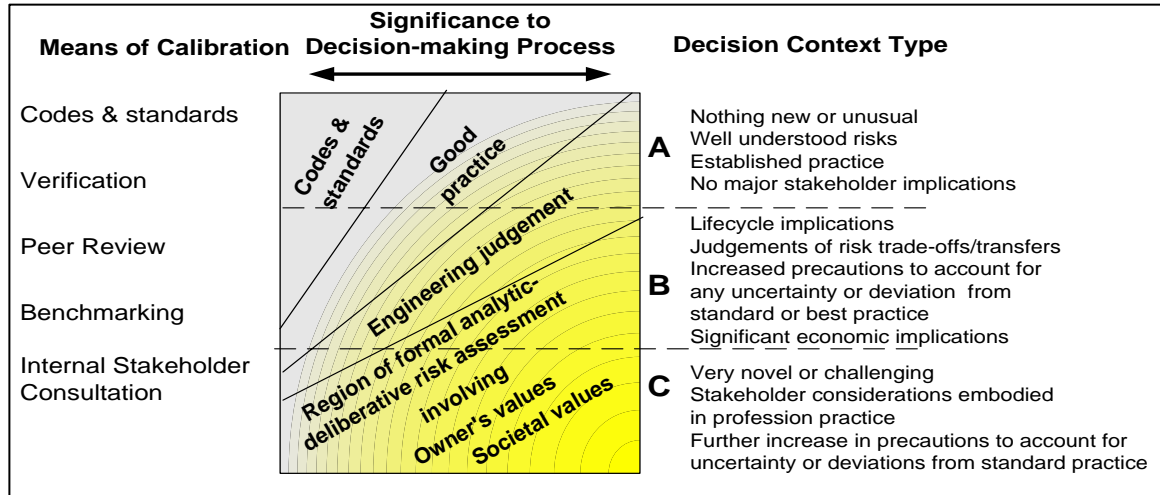 Significance to
Means of Calibration
Decision-making Process
Decision Context Type
Codes & standards
Verification
Peer Review
Benchmarking
Internal Stakeholder
Consultation
Codes &
standards
Good
practice
Engineering judgement
Region of formal analytic-
deliberative risk assessment
involving
Owner's values
Societal values
A
Nothing new or unusual
Well understood risks
Established practice
No major stakeholder implications
B
Lifecycle implications
Judgements of risk trade-offs/transfers
Increased precautions to account for
any uncertainty or deviation from
standard or best practice
Significant economic implications
C
Very novel or challenging
Stakeholder considerations embodied
in profession practice
Further increase in precautions to account for
uncertainty or deviations from standard practice